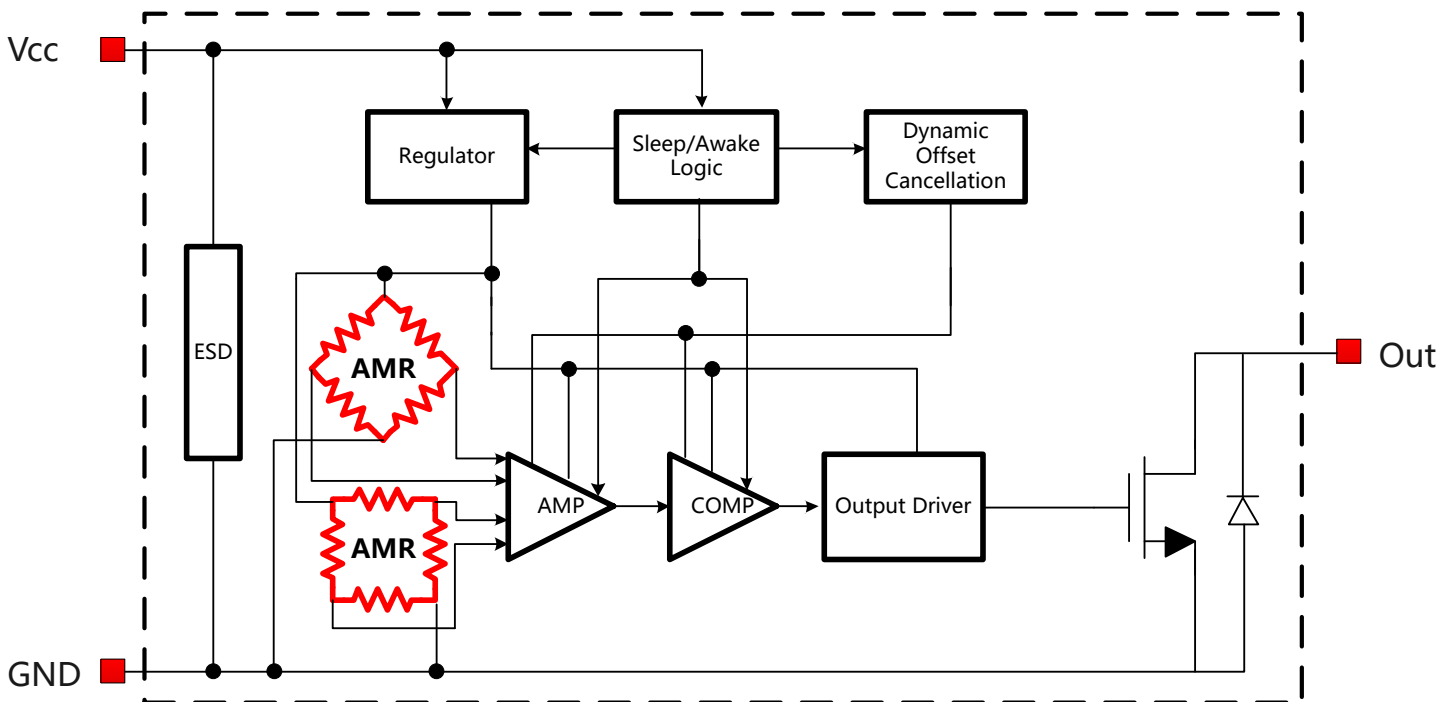 Vcc
Regulator
Sleep/Awake
Logic
Dynamic
Offset
Cancellation
ESD
AMR
Out
AMR
AMP
COMP
Output Driver
GND